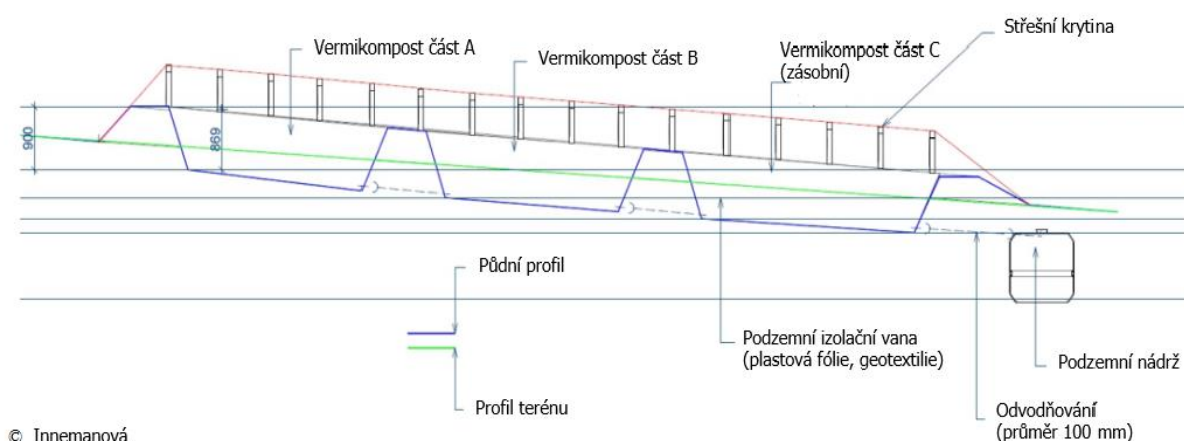 Střešní krytina
Vermikompost část A
Vermikompost část B
Vermikompost část C
(zásobní)
900
869
Půdní profil
Profil terénu
Podzemní izolační vana
(plastová fólie, geotextilie)
Podzemní nádrž
Odvodňování
(průměr 100 mm)
© Innemanová